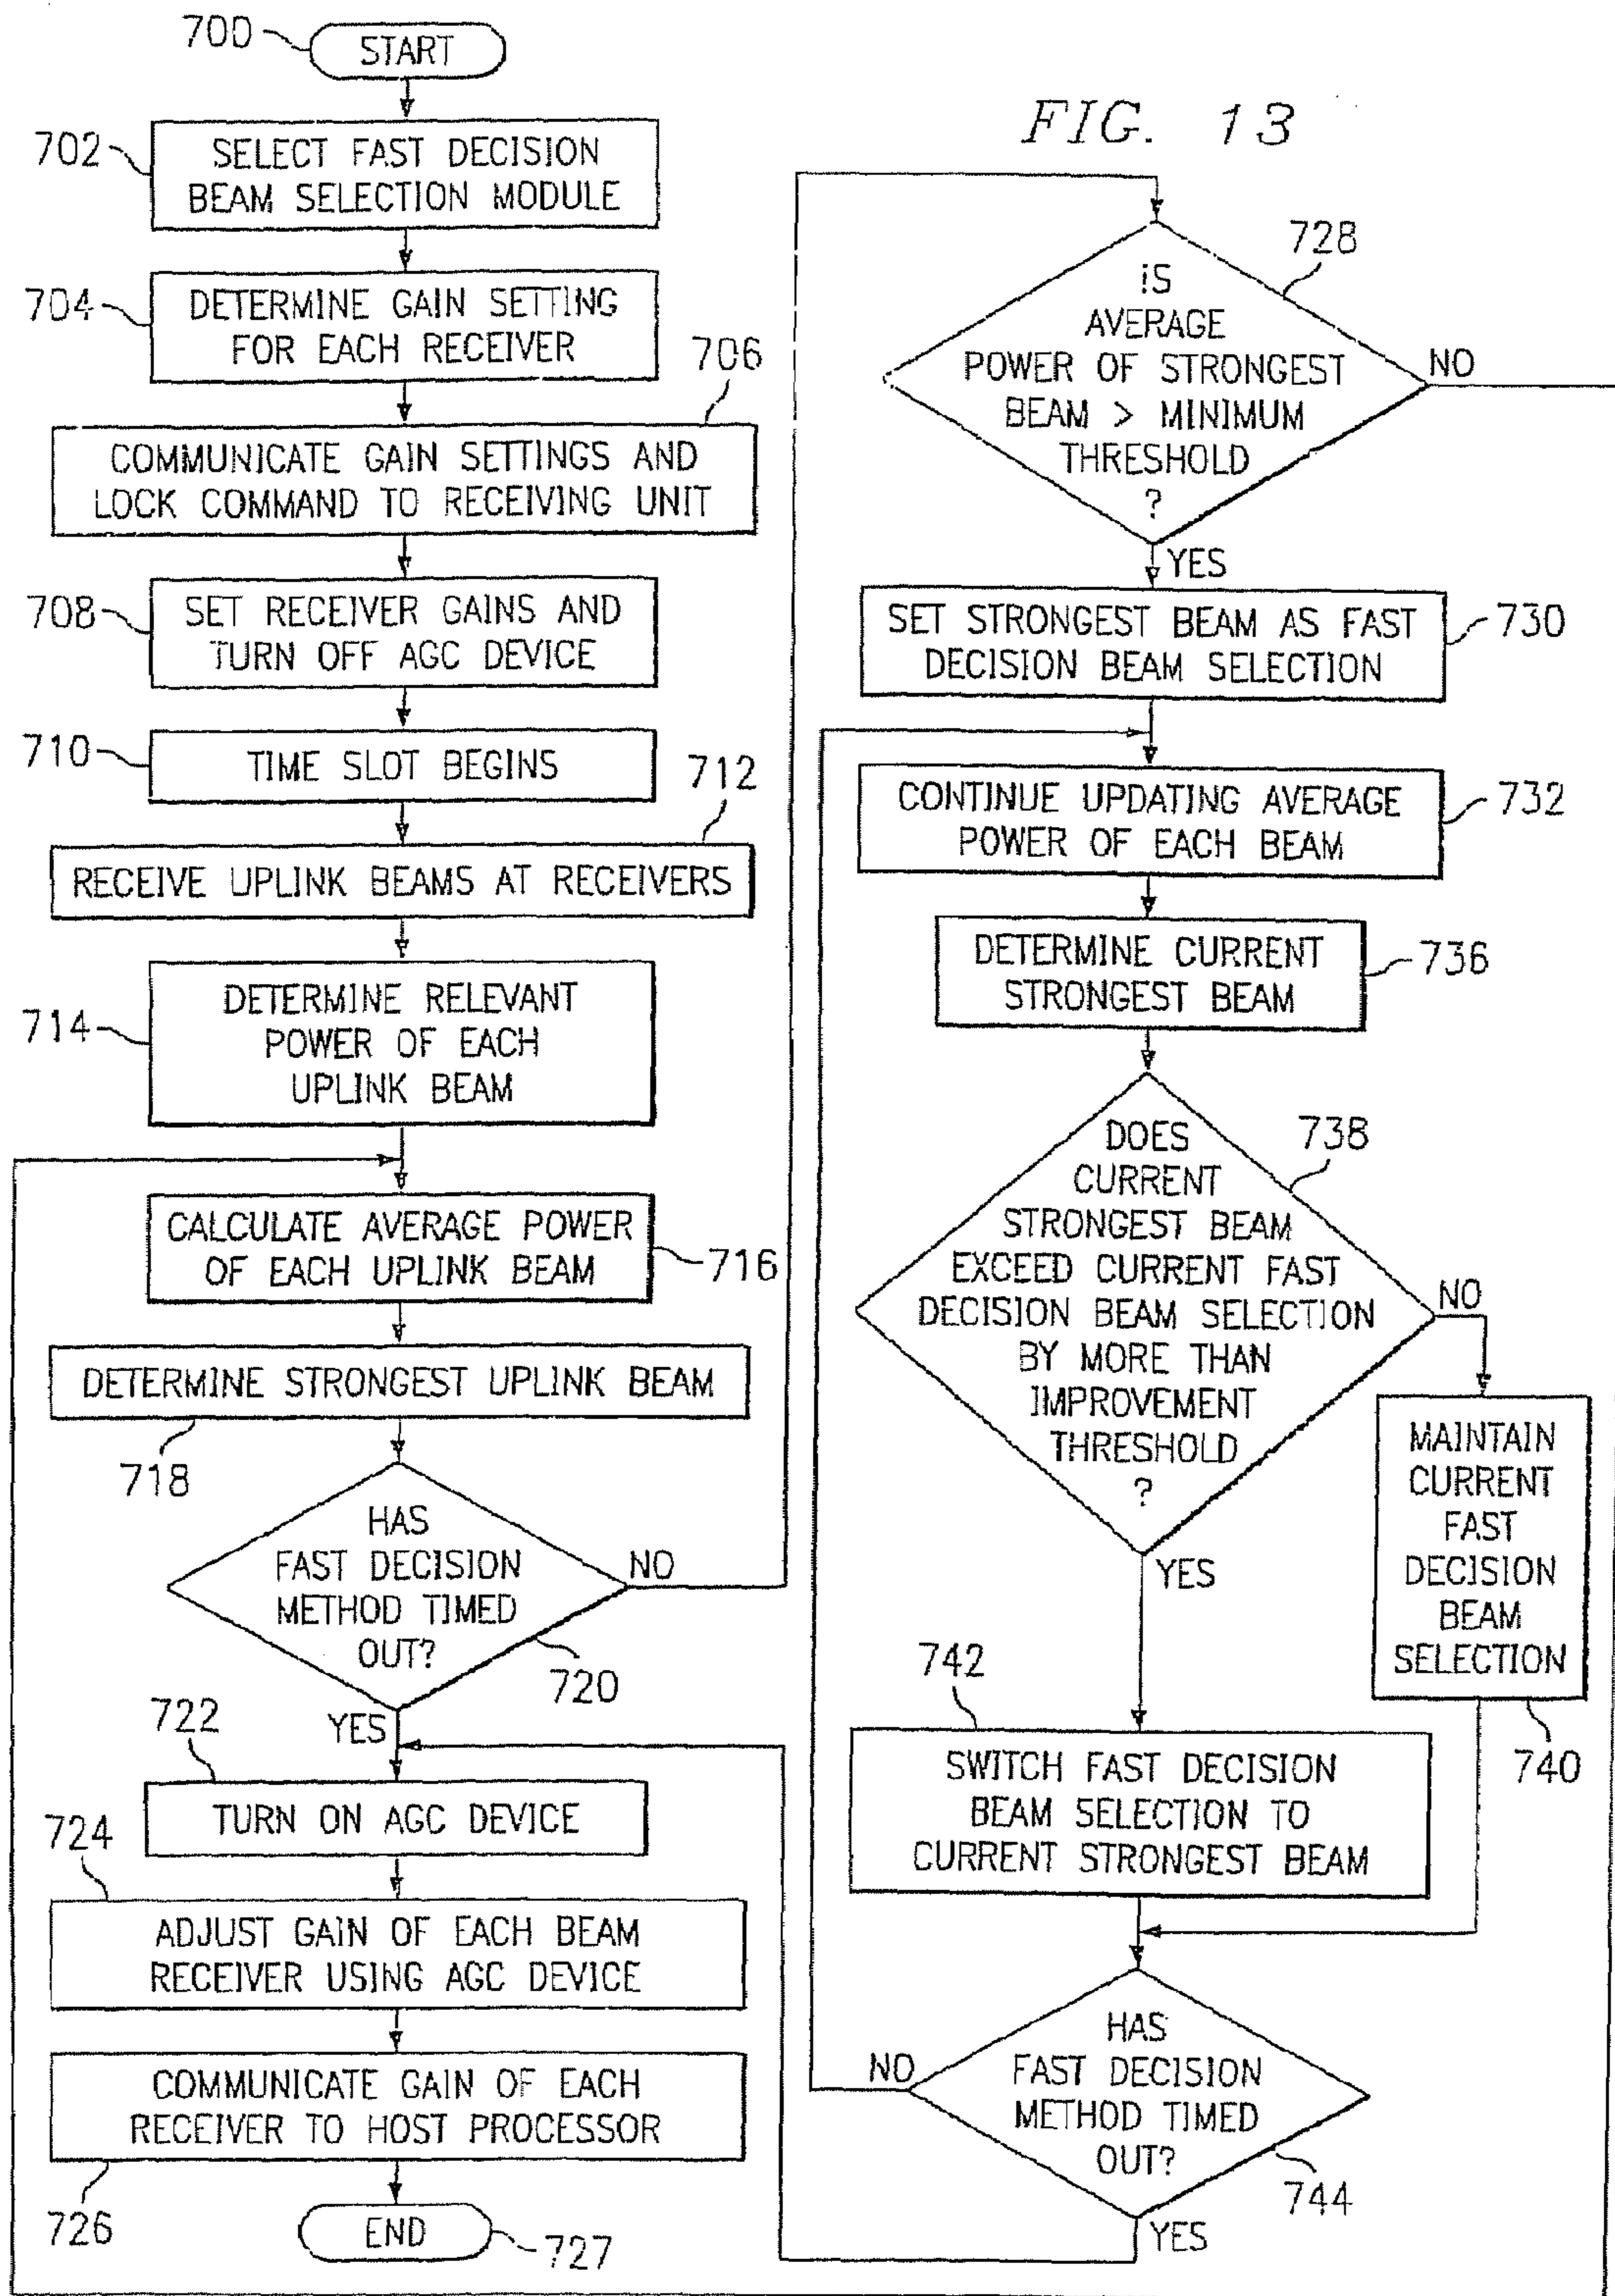 700
START
FIG. 13
702
SELECT FAST DECISION
BEAM SELECTION MODULE
704
DETERMINE GAIN SETTING
FOR EACH RECEIVER
706
COMMUNICATE GAIN SETTINGS AND
LOCK COMMAND TO RECEIVING UNIT
708
SET RECEIVER GAINS AND
TURN OFF AGC DEVICE
710
TIME SLOT BEGINS
712
RECEIVE UPLINK BEAMS AT RECEIVERS
714
DETERMINE RELEVANT
POWER OF EACH
UPLINK BEAM
CALCULATE AVERAGE POWER
OF EACH UPLINK BEAM
716
DETERMINE STRONGEST UPLINK BEAM
718
HAS
FAST DECISION
METHOD TIMED
OUT?
NO
720
YES
722
TURN ON AGC DEVICE
724
ADJUST GAIN OF EACH BEAM
RECEIVER USING AGC DEVICE
COMMUNICATE GAIN OF EACH
RECEIVER TO HOST PROCESSOR
726
END
727
728
IS
AVERAGE
POWER OF STRONGEST
BEAM > MINIMUM
THRESHOLD
?
NO
YES
SET STRONGEST BEAM AS FAST
DECISION BEAM SELECTION
730
CONTINUE UPDATING AVERAGE
POWER OF EACH BEAM
732
DETERMINE CURRENT
STRONGEST BEAM
736
738
DOES
CURRENT
STRONGEST BEAM
EXCEED CURRENT FAST
DECISION BEAM SELECTION
BY MORE THAN
IMPROVEMENT
THRESHOLD
?
NO
YES
MAINTAIN
CURRENT
FAST
DECISION
BEAM
SELECTION
740
742
SWITCH FAST DECISION
BEAM SELECTION TO
CURRENT STRONGEST BEAM
HAS
FAST DECISION
METHOD TIMED
OUT?
NO
744
YES